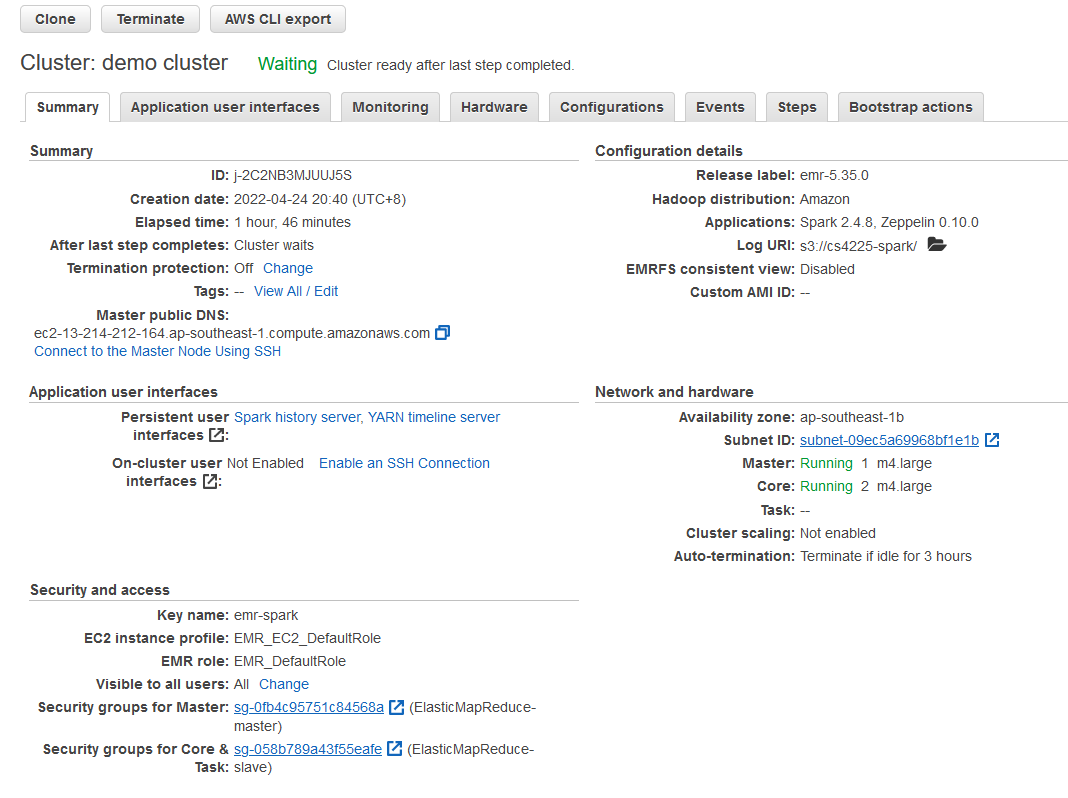 Clone Terminate AWS CLI export
Cluster: demo cluster Waiting Cluster ready after last step completed.
Summary Application user interfaces Monitoring Hardware Configurations Events Steps Bootstrap actions
Summary
ID: j-2C2NB3MJUUJ5S
Creation date: 2022-04-24 20:40 (UTC+8)
Elapsed time: 1 hour, 46 minutes
After last step completes: Cluster waits
Termination protection: Off Change
Tags: -- View All / Edit
Master public DNS:
ec2-13-214-212-164.ap-southeast-1.compute.amazonaws.com
Connect to the Master Node Using SSH
Configuration details
Release label: emr-5.35.0
Hadoop distribution: Amazon
Applications: Spark 2.4.8, Zeppelin 0.10.0
Log URI: s3://cs4225-spark/
EMRFS consistent view: Disabled
Custom AMI ID: --
Application user interfaces
Persistent user Spark history server, YARN timeline server
interfaces :
On-cluster user Not Enabled Enable an SSH Connection
interfaces :
Network and hardware
Availability zone: ap-southeast-1b
Subnet ID: subnet-09ec5a69968bf1e1b
Master: Running 1 m4.large
Core: Running 2 m4.large
Task: --
Cluster scaling: Not enabled
Auto-termination: Terminate if idle for 3 hours
Security and access
Key name: emr-spark
EC2 instance profile: EMR_EC2_DefaultRole
EMR role: EMR_DefaultRole
Visible to all users: All Change
Security groups for Master: sg-0fb4c95751c84568a (ElasticMapReduce-
master)
Security groups for Core & sg-058b789a43f55eafe (ElasticMapReduce-
Task: slave)